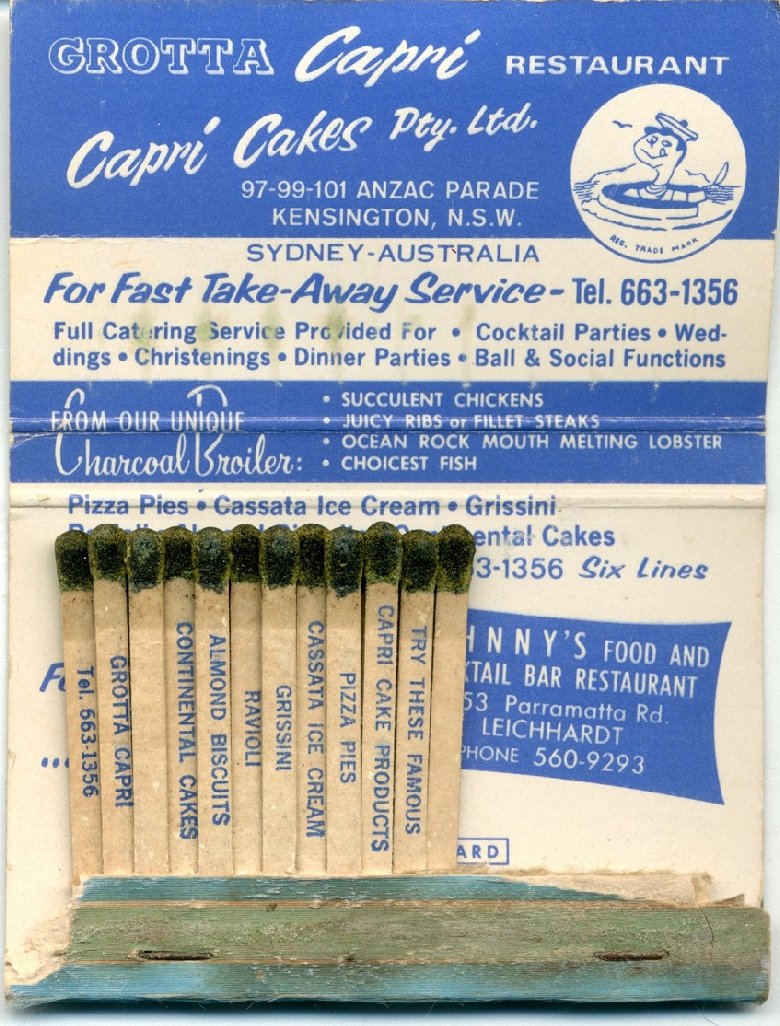 GROTTA Capri RESTAURANT
Capri Cakes Pty. Ltd.
97-99-101 ANZAC PARADE
KENSINGTON, N.S.W.
REG. TRADE MARK
SYDNEY-AUSTRALIA
For Fast Take-Away Service - Tel. 663-1356
Full Catering Service Provided For • Cocktail Parties • Wed-
dings • Christenings • Dinner Parties • Ball & Social Functions
FROM OUR UNIQUE
Charcoal Broiler:
• SUCCULENT CHICKENS
• JUICY RIBS or FILLET STEAKS
• OCEAN ROCK MOUTH MELTING LOBSTER
• CHOICEST FISH
Pizza Pies • Cassata Ice Cream • Grissini
ental Cakes
3-1356 Six Lines
HNNY'S FOOD AND
TAIL BAR RESTAURANT
53 Parramatta Rd.
LEICHHARDT
PHONE 560-9293
ARD
Tel. 663-1356
GROTTA CAPRI
CONTINENTAL CAKES
ALMOND BISCUITS
RAVIOLI
GRISSINI
CASSATA ICE CREAM
PIZZA PIES
CAPRI CAKE PRODUCTS
TRY THESE FAMOUS